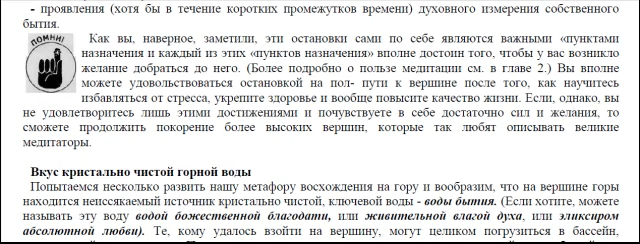 - проявления (хотя бы в течение коротких промежутков времени) духовного измерения собственного
бытия.
ПОМНИ!
Как вы, наверное, заметили, эти остановки сами по себе являются важными «пунктами
назначения и каждый из этих «пунктов назначения» вполне достоин того, чтобы у вас возникло
желание добраться до него. (Более подробно о пользе медитации см. в главе 2.) Вы вполне
можете удовольствоваться остановкой на пол- пути к вершине после того, как научитесь
избавляться от стресса, укрепите здоровье и вообще повысите качество жизни. Если, однако, вы
не удовлетворитесь лишь этими достижениями и почувствуете в себе достаточно сил и желания, то
сможете продолжить покорение более высоких вершин, которые так любят описывать великие
медитаторы.
Вкус кристально чистой горной воды
Попытаемся несколько развить нашу метафору восхождения на гору и вообразим, что на вершине горы
находится неиссякаемый источник кристально чистой, ключевой воды - воды бытия. (Если хотите, можете
называть эту воду водой божественной благодати, или живительной влагой духа, или эликсиром
абсолютной любви). Те, кому удалось взойти на вершину, могут целиком погрузиться в бассейн,